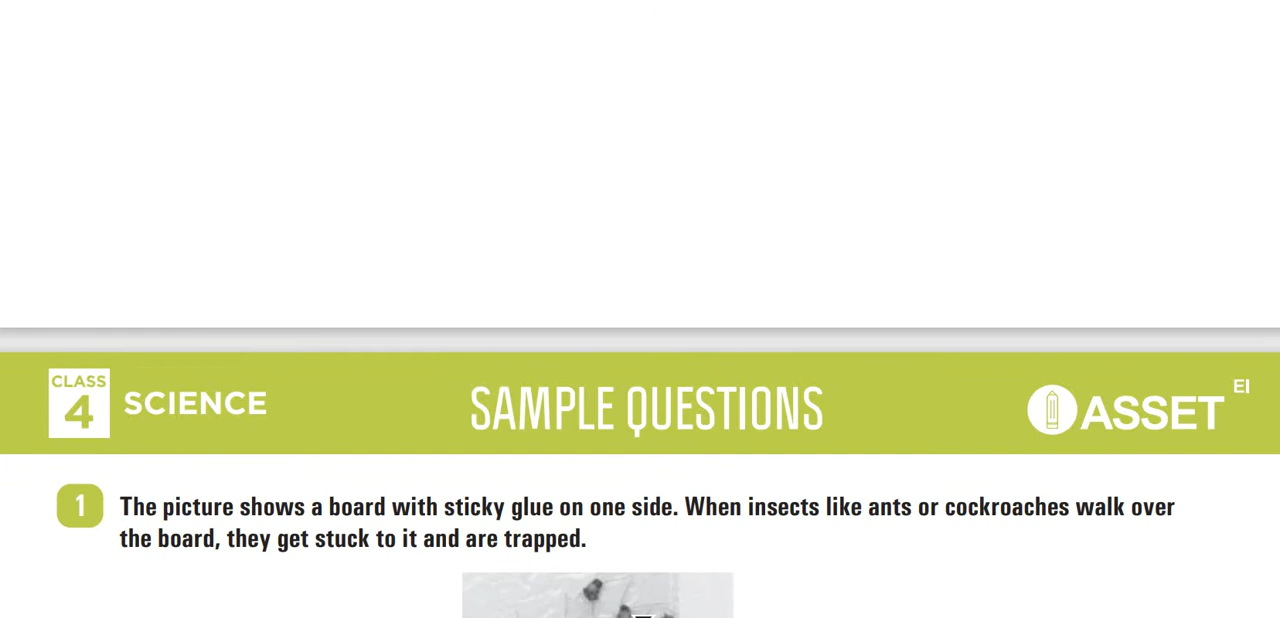 CLASS
4
SCIENCE
SAMPLE QUESTIONS
ASSET
EI
1
The picture shows a board with sticky glue on one side. When insects like ants or cockroaches walk over
the board, they get stuck to it and are trapped.